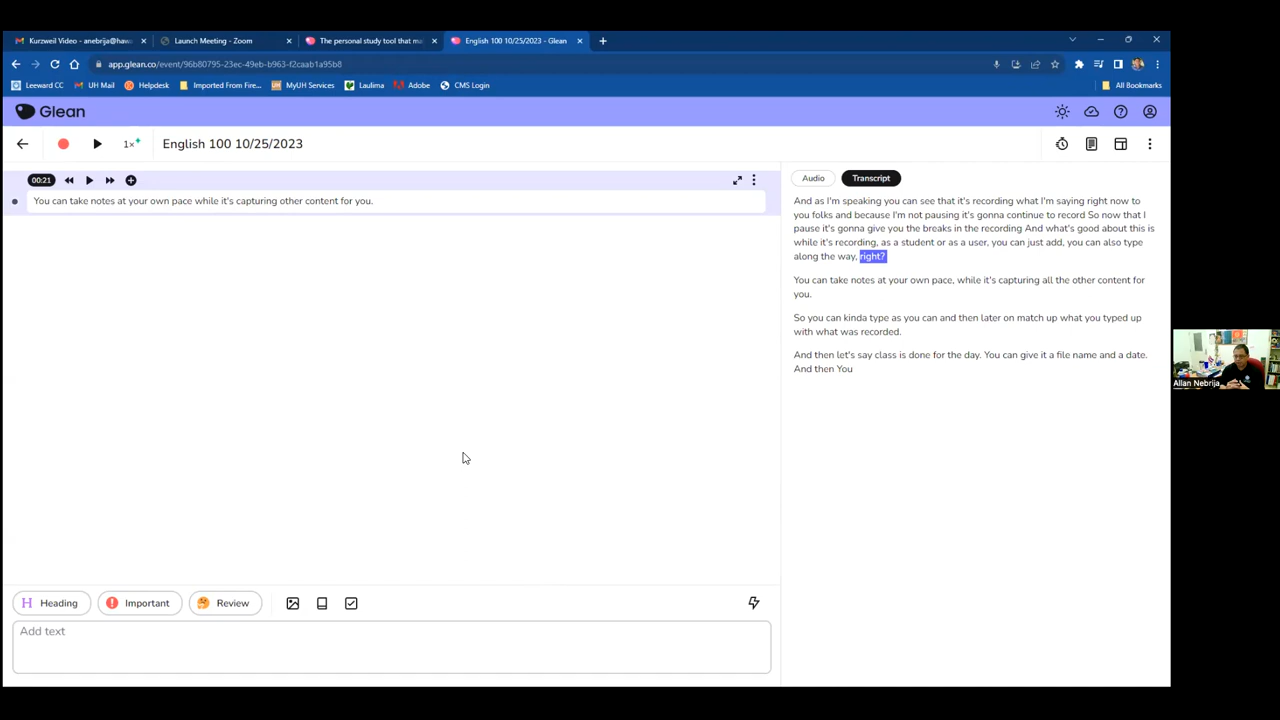 Kurzweil Video - anebrija@haw
Launch Meeting - Zoom
The personal study tool that ma
English 100 10/25/2023 - Glean
app.glean.co/event/96b80795-23ec-49eb-b963-f2caab1a95b8
Leeward CC
UH Mail
Helpdesk
Imported From Fire...
MyUH Services
Laulima
Adobe
CMS Login
All Bookmarks
Glean
1×
English 100 10/25/2023
00:21
You can take notes at your own pace while it's capturing other content for you.
Audio
Transcript
And as I'm speaking you can see that it's recording what I'm saying right now to
you folks and because I'm not pausing it's gonna continue to record So now that I
pause it's gonna give you the breaks in the recording And what's good about this is
while it's recording, as a student or as a user, you can just add, you can also type
along the way, right?
You can take notes at your own pace, while it's capturing all the other content for
you.
So you can kinda type as you can and then later on match up what you typed up
with what was recorded.
And then let's say class is done for the day. You can give it a file name and a date.
And then You
Allan Nebrija
H Heading
Important
Review
Add text